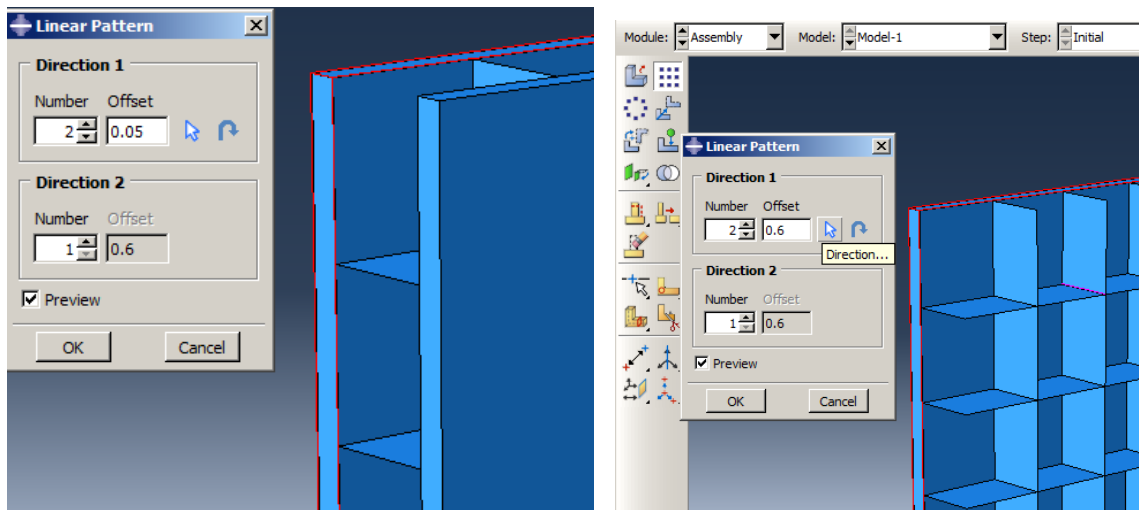 Linear Pattern
Direction 1
Number Offset
2 0.05
Direction 2
Number Offset
1 0.6
Preview
OK Cancel
Module: Assembly Model: Model-1 Step: Initial
Linear Pattern
Direction 1
Number Offset
2 0.6
Direction...
Direction 2
Number Offset
1 0.6
Preview
OK Cancel